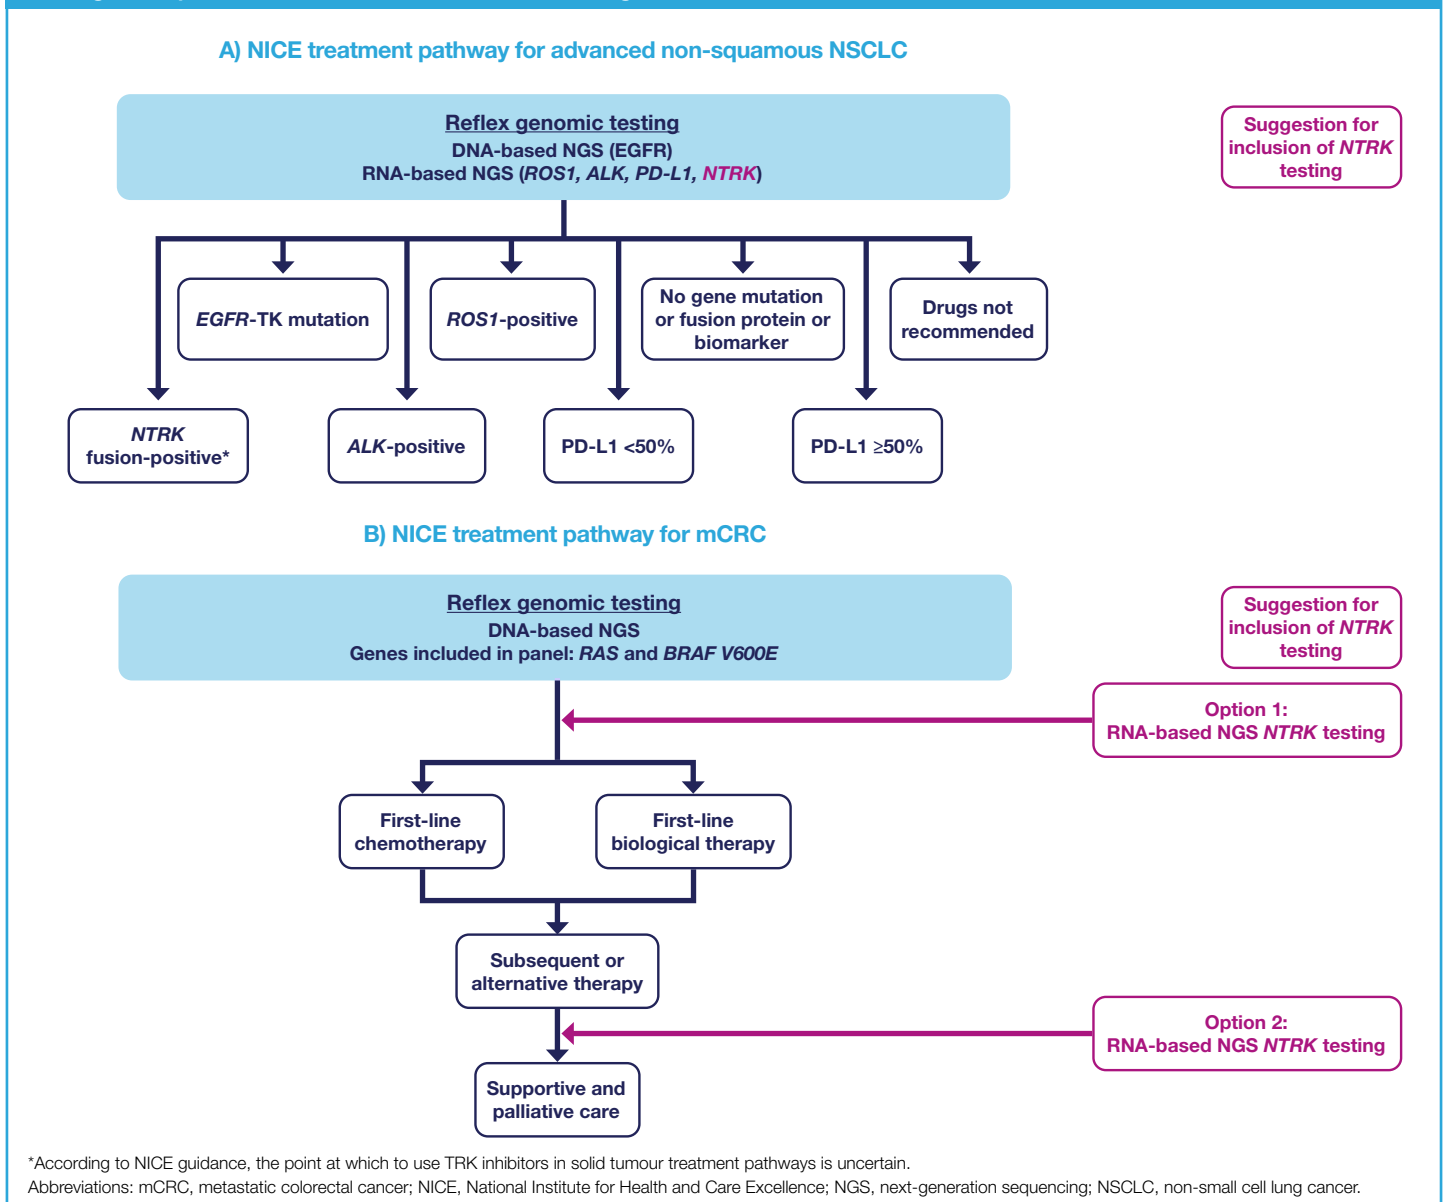 A) NICE treatment pathway for advanced non-squamous NSCLC
Reflex genomic testing
DNA-based NGS (EGFR)
RNA-based NGS (ROS1, ALK, PD-L1, NTRK)
Suggestion for
inclusion of NTRK
testing
EGFR-TK mutation
ROS1-positive
No gene mutation
or fusion protein or
biomarker
Drugs not
recommended
NTRK
fusion-positive*
ALK-positive
PD-L1 <50%
PD-L1 ≥50%
B) NICE treatment pathway for mCRC
Reflex genomic testing
DNA-based NGS
Genes included in panel: RAS and BRAF V600E
Suggestion for
inclusion of NTRK
testing
Option 1:
RNA-based NGS NTRK testing
First-line
chemotherapy
First-line
biological therapy
Subsequent or
alternative therapy
Option 2:
RNA-based NGS NTRK testing
Supportive and
palliative care
*According to NICE guidance, the point at which to use TRK inhibitors in solid tumour treatment pathways is uncertain.
Abbreviations: mCRC, metastatic colorectal cancer; NICE, National Institute for Health and Care Excellence; NGS, next-generation sequencing; NSCLC, non-small cell lung cancer.